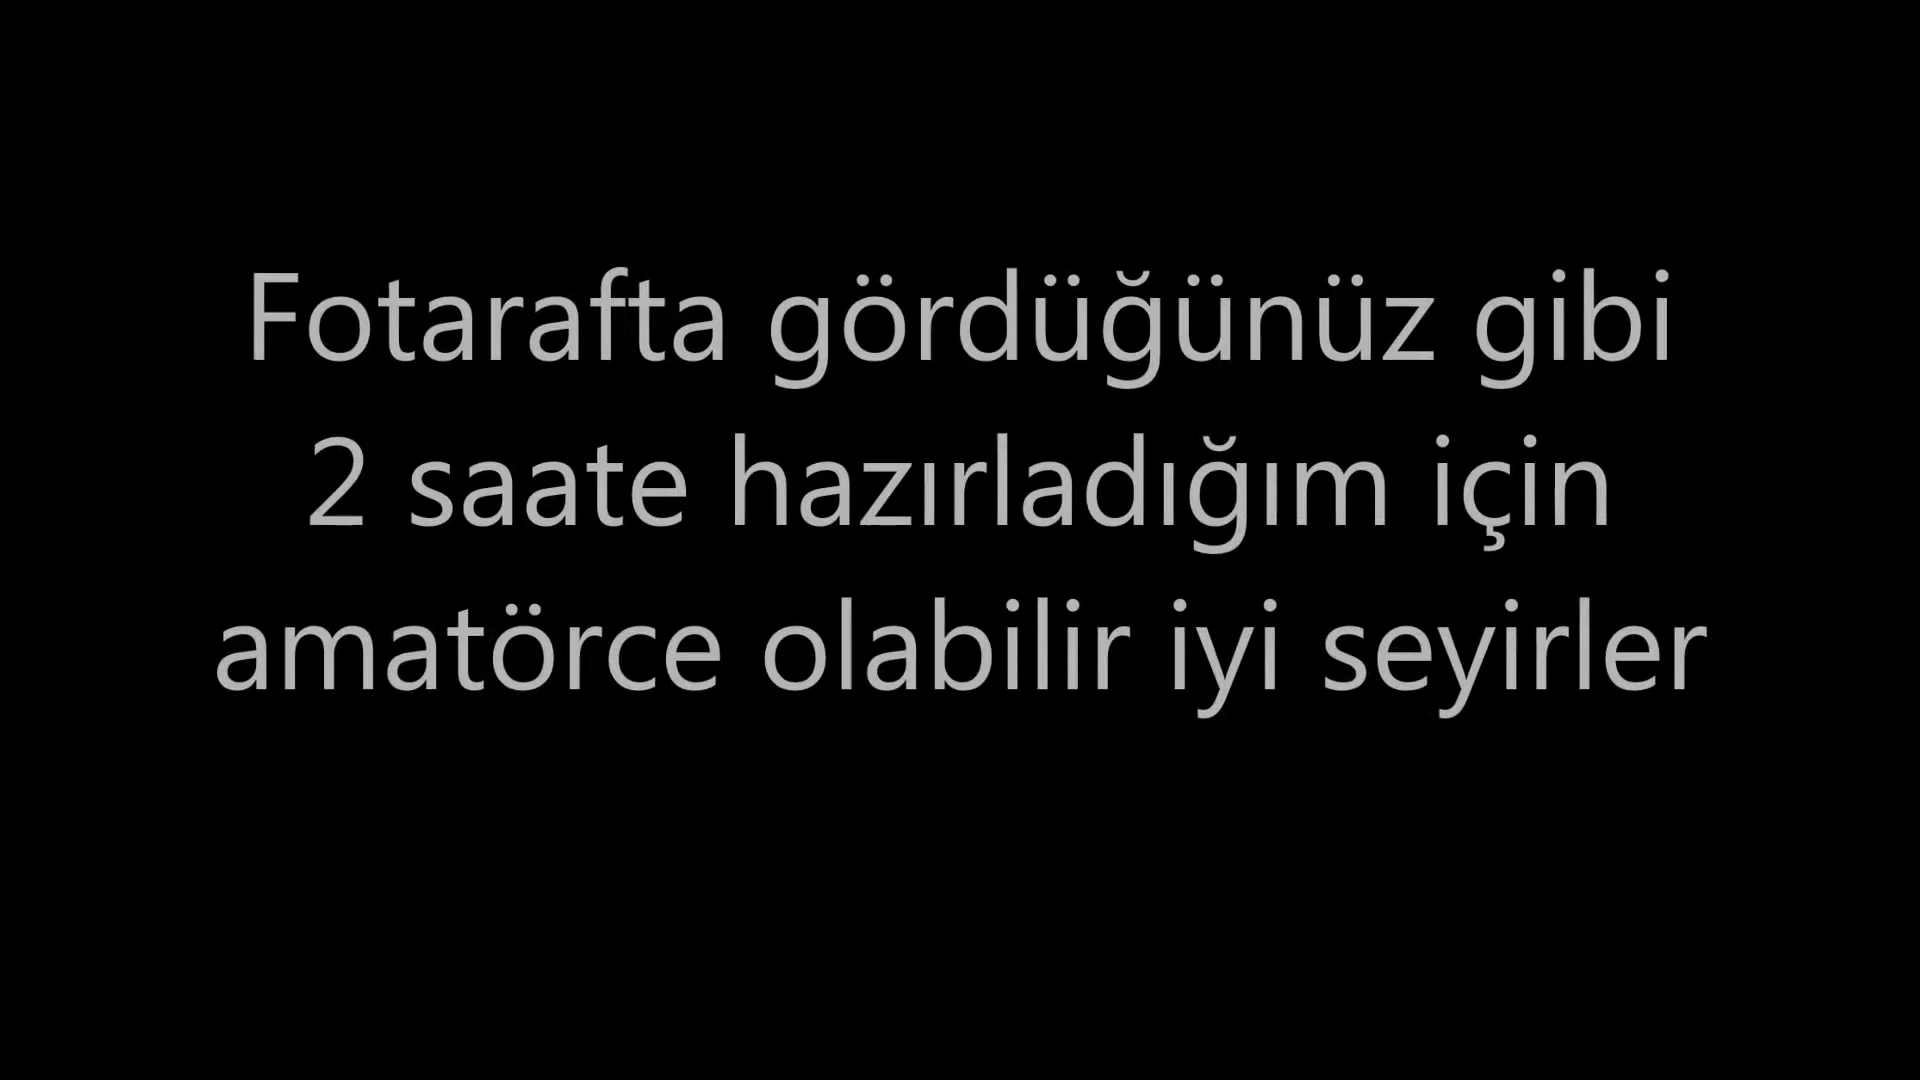 Fotarafta gördüğünüz gibi
2 saate hazırladığım için
amatörce olabilir iyi seyirler